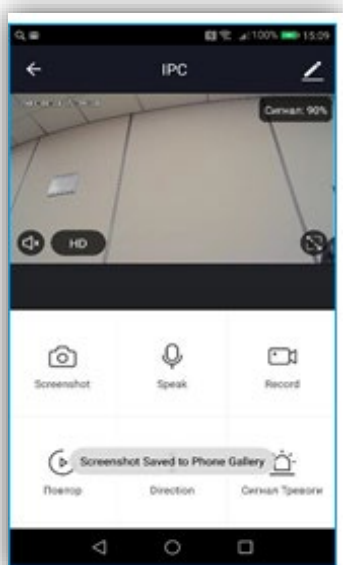 100% 15:09
IPC
Сигнал: 90%
HD
Screenshot Speak Record
Screenshot Saved to Phone Gallery
Повтор Direction Сигнал Тревоги